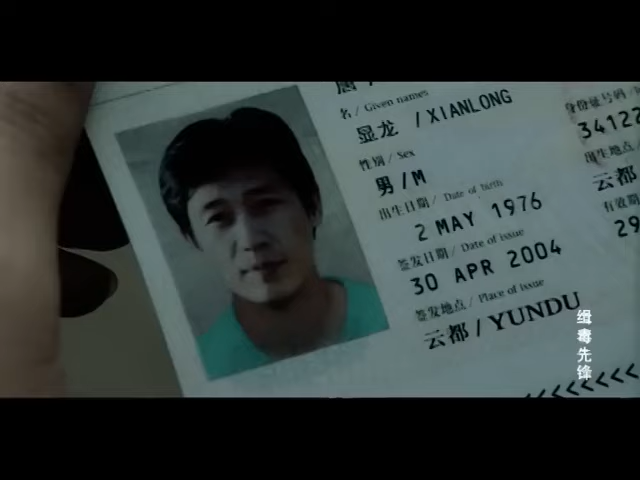 名/ Given names
显龙 /XIANLONG
性别/ Sex
男/M
出生日期/ Date of birth
2 MAY 1976
签发日期/ Date of issue
30 APR 2004
签发地点/ Place of issue
云都/YUNDU
身份证号码/
34122
出生地点/
云都/
有效期
29
缉毒先锋